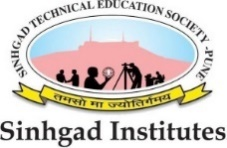 SINHGAD TECHNICAL EDUCATION SOCIETY - PUNE
तमसो मा ज्योतिर्गमय
Sinhgad Institutes